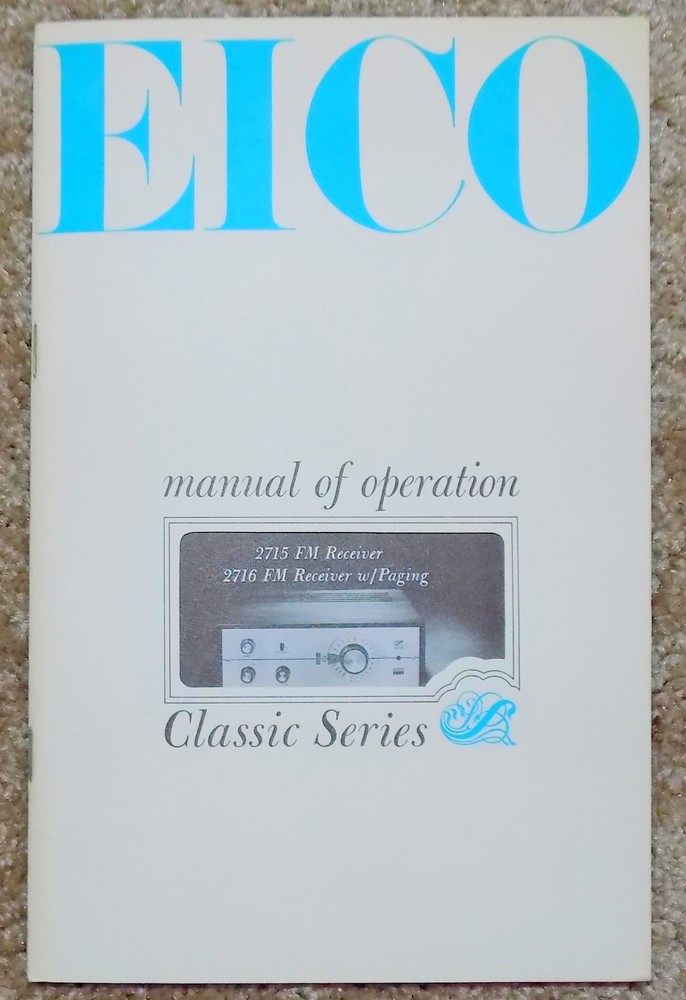 EICO
manual of operation
2715 FM Receiver
2716 FM Receiver w/Paging
Classic Series